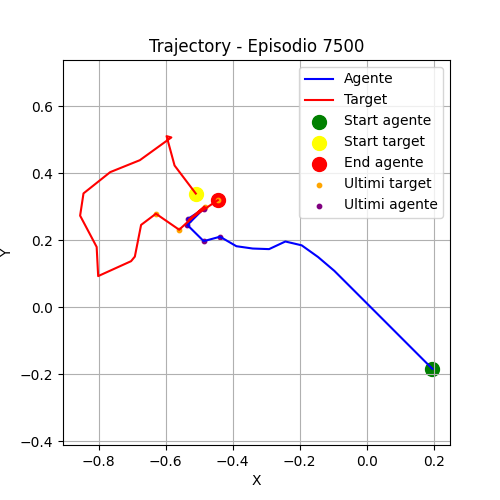 Trajectory - Episodio 7500
Agente
Target
Start agente
Start target
End agente
Ultimi target
Ultimi agente
0.6
0.4
0.2
0.0
−0.2
−0.4
Y
−0.8
−0.6
−0.4
−0.2
0.0
0.2
X